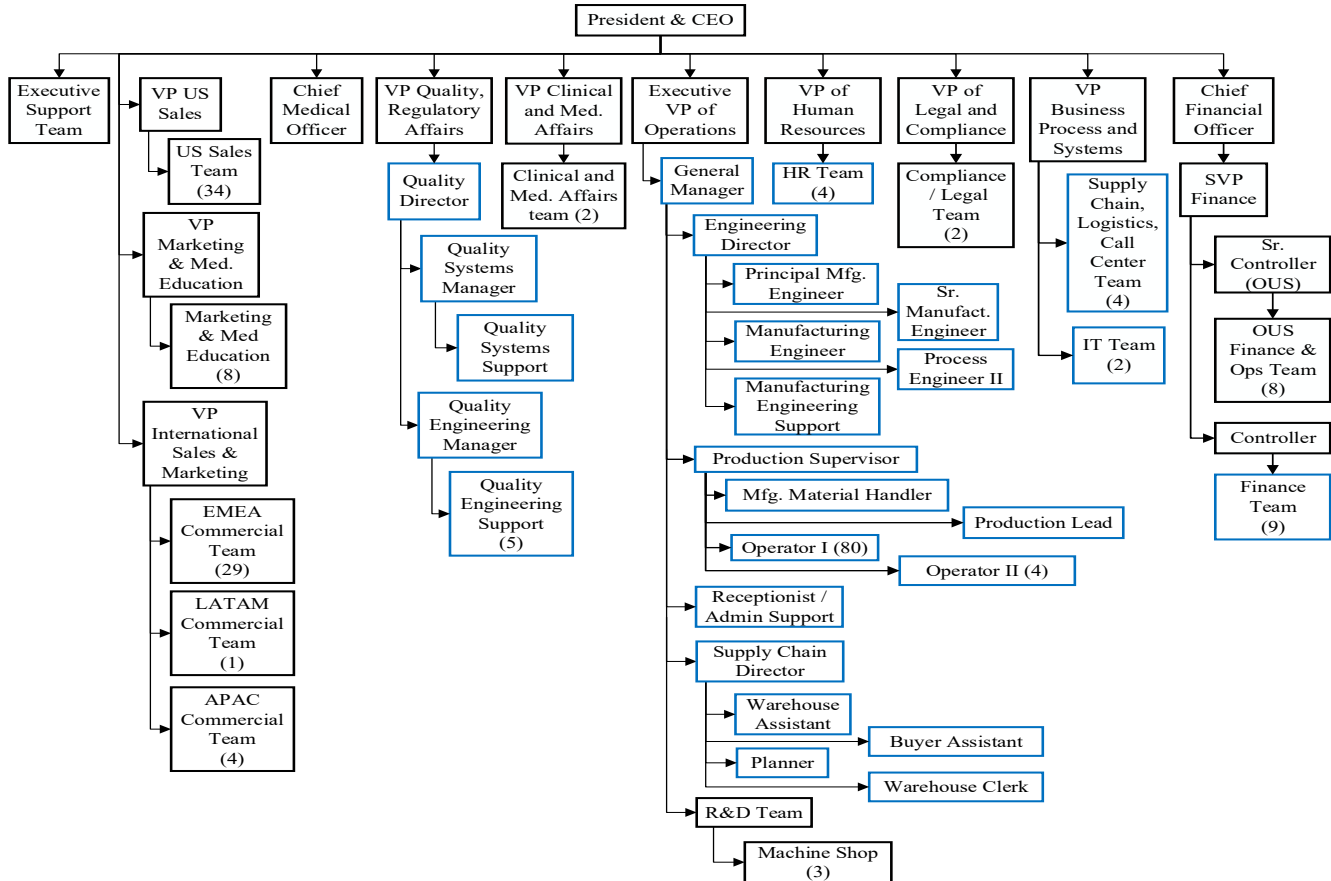 President & CEO
Executive
Support
Team
VP US
Sales
US Sales
Team
(34)
VP
Marketing
& Med.
Education
Marketing
& Med
Education
(8)
VP
International
Sales &
Marketing
EMEA
Commercial
Team
(29)
LATAM
Commercial
Team
(1)
APAC
Commercial
Team
(4)
Chief
Medical
Officer
VP Quality,
Regulatory
Affairs
Quality
Director
Quality
Systems
Manager
Quality
Systems
Support
Quality
Engineering
Manager
Quality
Engineering
Support
(5)
VP Clinical
and Med.
Affairs
Clinical and
Med. Affairs
team (2)
Executive
VP of
Operations
General
Manager
Engineering
Director
Principal Mfg.
Engineer
Sr.
Manufact.
Engineer
Manufacturing
Engineer
Process
Engineer II
Manufacturing
Engineering
Support
Production Supervisor
Mfg. Material Handler
Production Lead
Operator I (80)
Operator II (4)
Receptionist /
Admin Support
Supply Chain
Director
Warehouse
Assistant
Buyer Assistant
Planner
Warehouse Clerk
R&D Team
Machine Shop
(3)
VP of
Human
Resources
HR Team
(4)
VP of
Legal and
Compliance
Compliance
/ Legal
Team
(2)
VP
Business
Process and
Systems
Supply
Chain,
Logistics,
Call
Center
Team
(4)
IT Team
(2)
Chief
Financial
Officer
SVP
Finance
Sr.
Controller
(OUS)
OUS
Finance &
Ops Team
(8)
Controller
Finance
Team
(9)